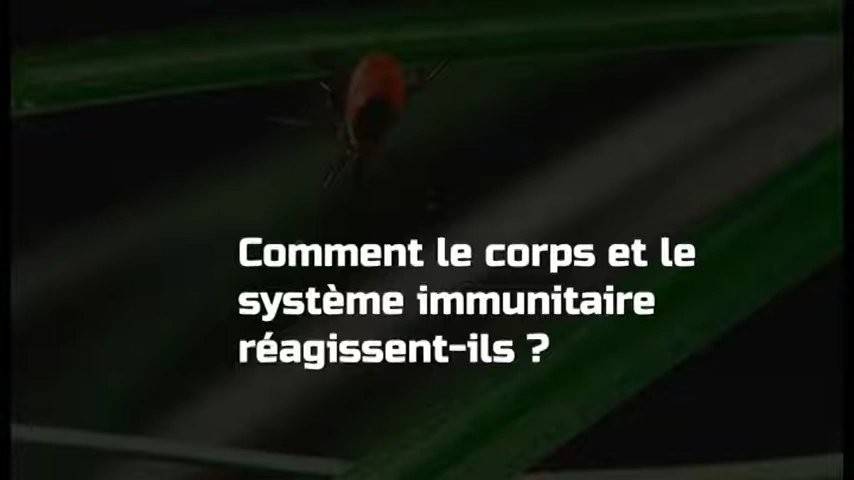 Comment le corps et le
système immunitaire
réagissent-ils ?